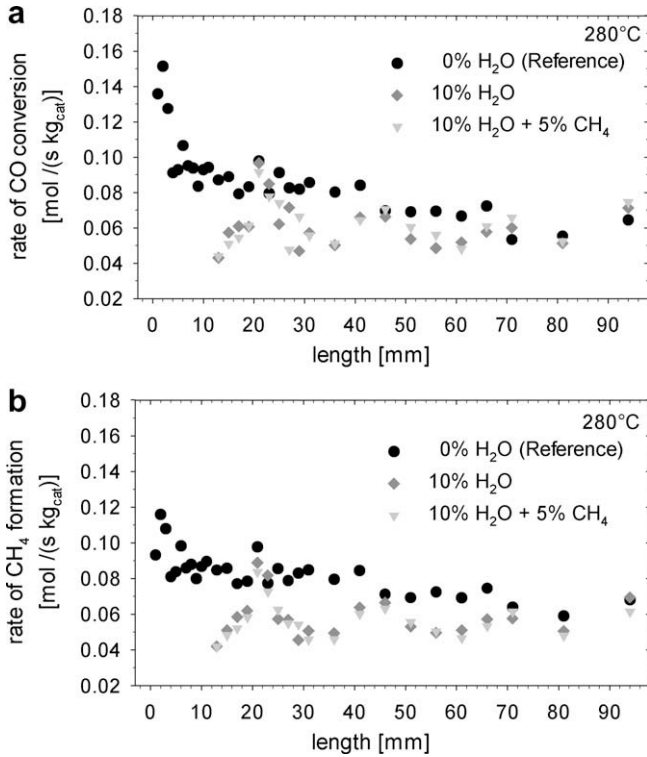 a
0.18
0.16
0.14
0.12
0.10
0.08
0.06
0.04
0.02
rate of CO conversion
[mol /(s kg_cat)]
280°C
0% H₂O (Reference)
10% H₂O
10% H₂O + 5% CH₄
0 10 20 30 40 50 60 70 80 90
length [mm]
b
0.18
0.16
0.14
0.12
0.10
0.08
0.06
0.04
0.02
rate of CH₄ formation
[mol /(s kg_cat)]
280°C
0% H₂O (Reference)
10% H₂O
10% H₂O + 5% CH₄
0 10 20 30 40 50 60 70 80 90
length [mm]